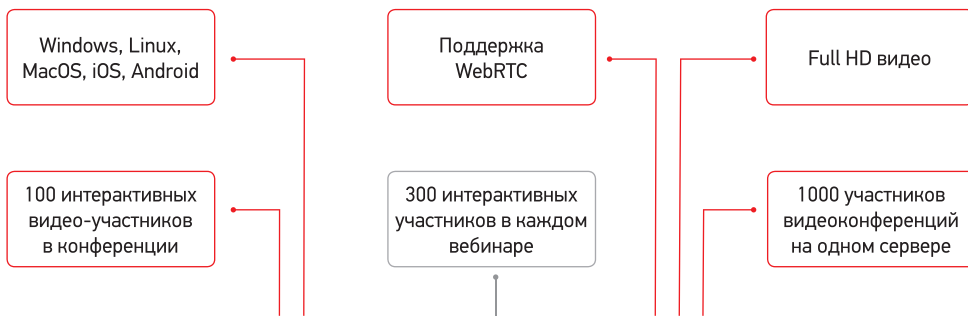 Windows, Linux,
MacOS, iOS, Android
Поддержка
WebRTC
Full HD видео
100 интерактивных
видео-участников
в конференции
300 интерактивных
участников в каждом
вебинаре
1000 участников
видеоконференций
на одном сервере